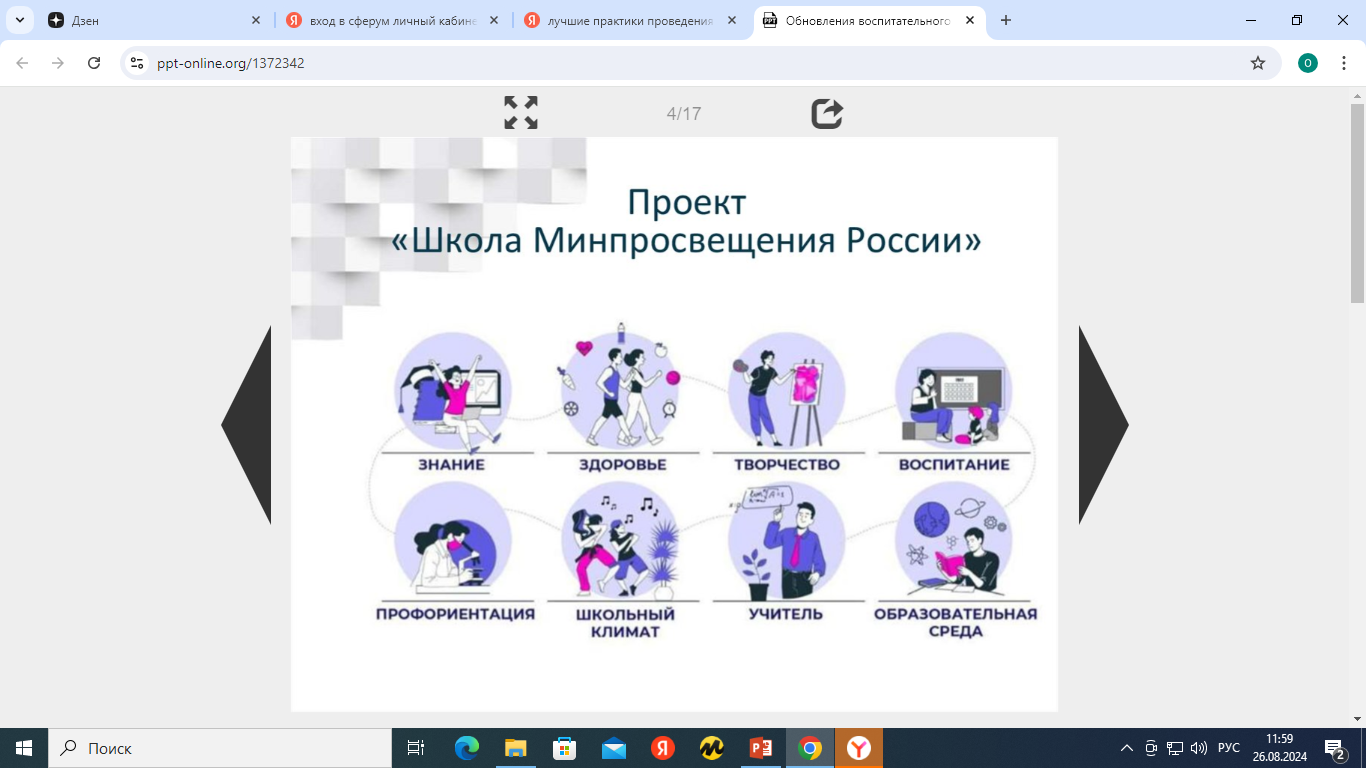 Дзен
вход в сферум личный кабине
лучшие практики проведения
Обновления воспитательного
ppt-online.org/1372342
О
4/17
Проект
«Школа Минпросвещения России»
ЗНАНИЕ
ЗДОРОВЬЕ
ТВОРЧЕСТВО
ВОСПИТАНИЕ
ПРОФОРИЕНТАЦИЯ
ШКОЛЬНЫЙ
КЛИМАТ
УЧИТЕЛЬ
ОБРАЗОВАТЕЛЬНАЯ
СРЕДА
Поиск
РУС
11:59
26.08.2024
2